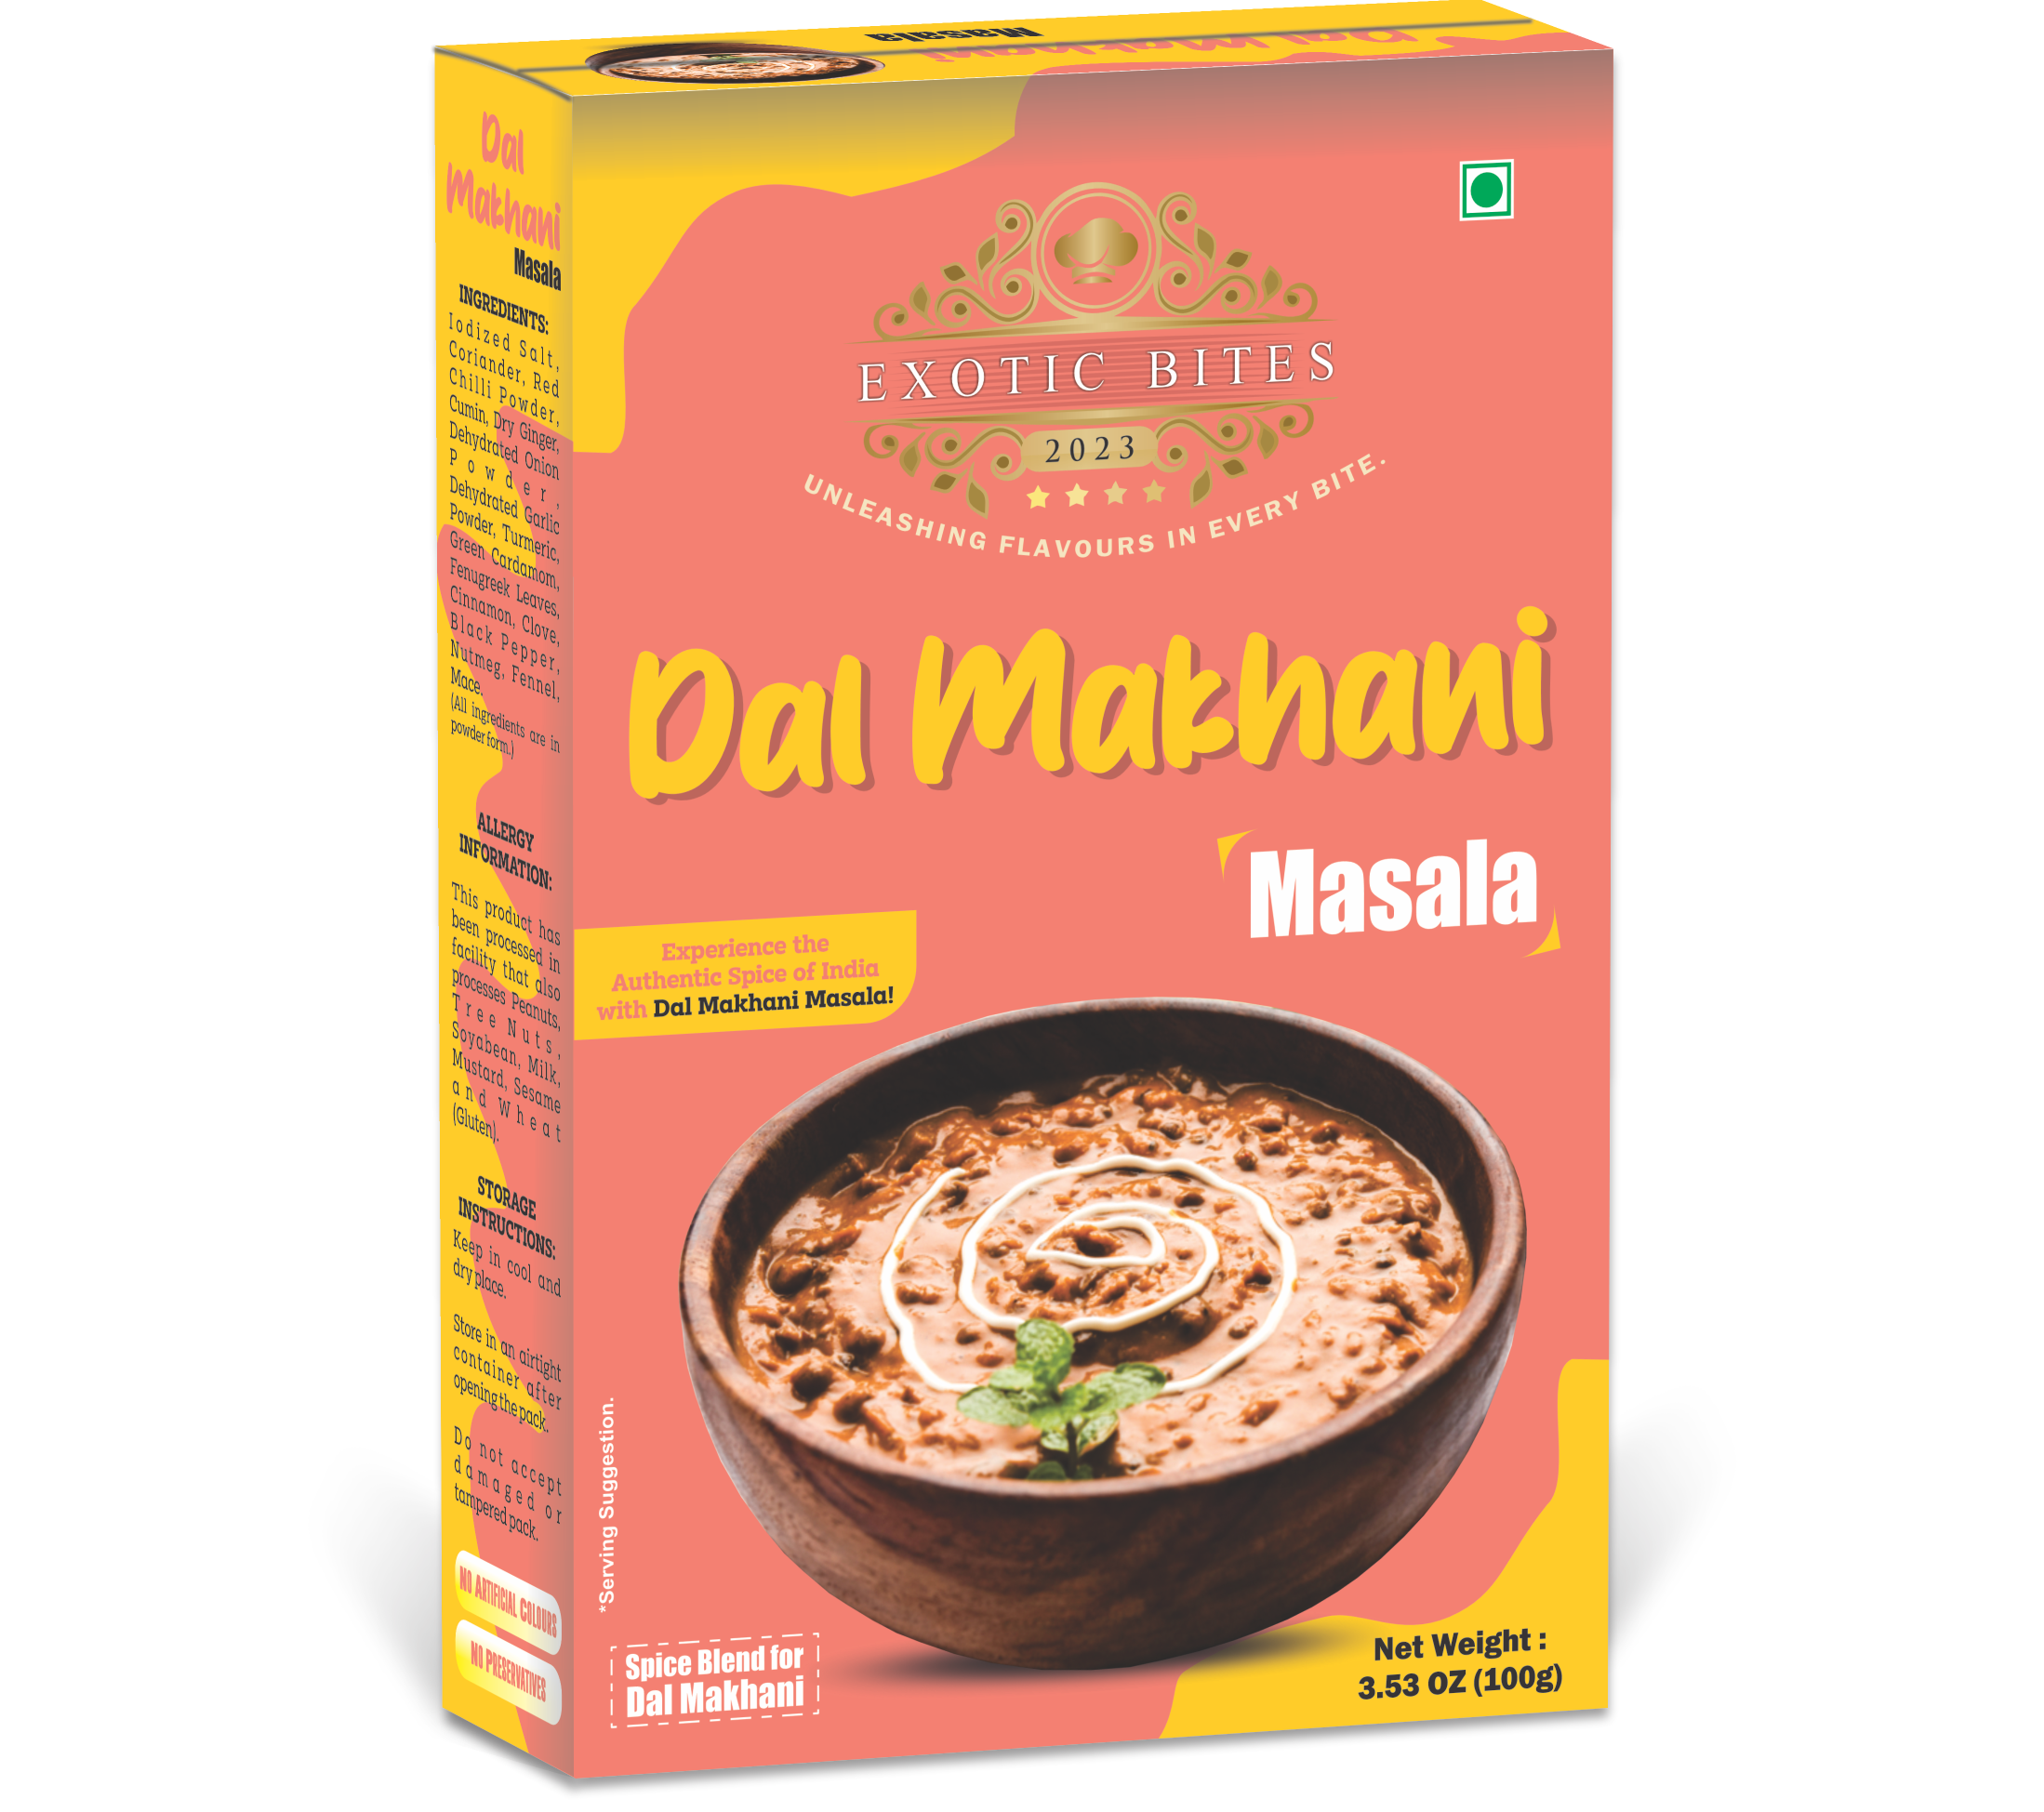 Masala
Dal Makhani
Dal
Makhani
Masala
INGREDIENTS:
Iodized Salt,
Coriander, Red
Chilli Powder,
Cumin, Dry Ginger,
Dehydrated Onion
Powder,
Dehydrated Garlic
Powder, Turmeric,
Green Cardamom,
Fenugreek Leaves,
Cinnamon, Clove,
Black Pepper,
Nutmeg, Fennel,
Mace.
(All ingredients are in
powder form.)
ALLERGY
INFORMATION:
This product has
been processed in
facility that also
processes Peanuts,
Tree Nuts,
Soyabean, Milk,
Mustard, Sesame
and Wheat
(Gluten).
STORAGE
INSTRUCTIONS:
Keep in cool and
dry place.
Store in an airtight
container after
opening the pack.
Do not accept
damaged or
tampered pack.
NO ARTIFICIAL COLOURS
NO PRESERVATIVES
EXOTIC BITES
2023
UNLEASHING FLAVOURS IN EVERY BITE.
Dal Makhani
Masala
Experience the
Authentic Spice of India
with Dal Makhani Masala!
*Serving Suggestion.
Spice Blend for
Dal Makhani
Net Weight :
3.53 OZ (100g)